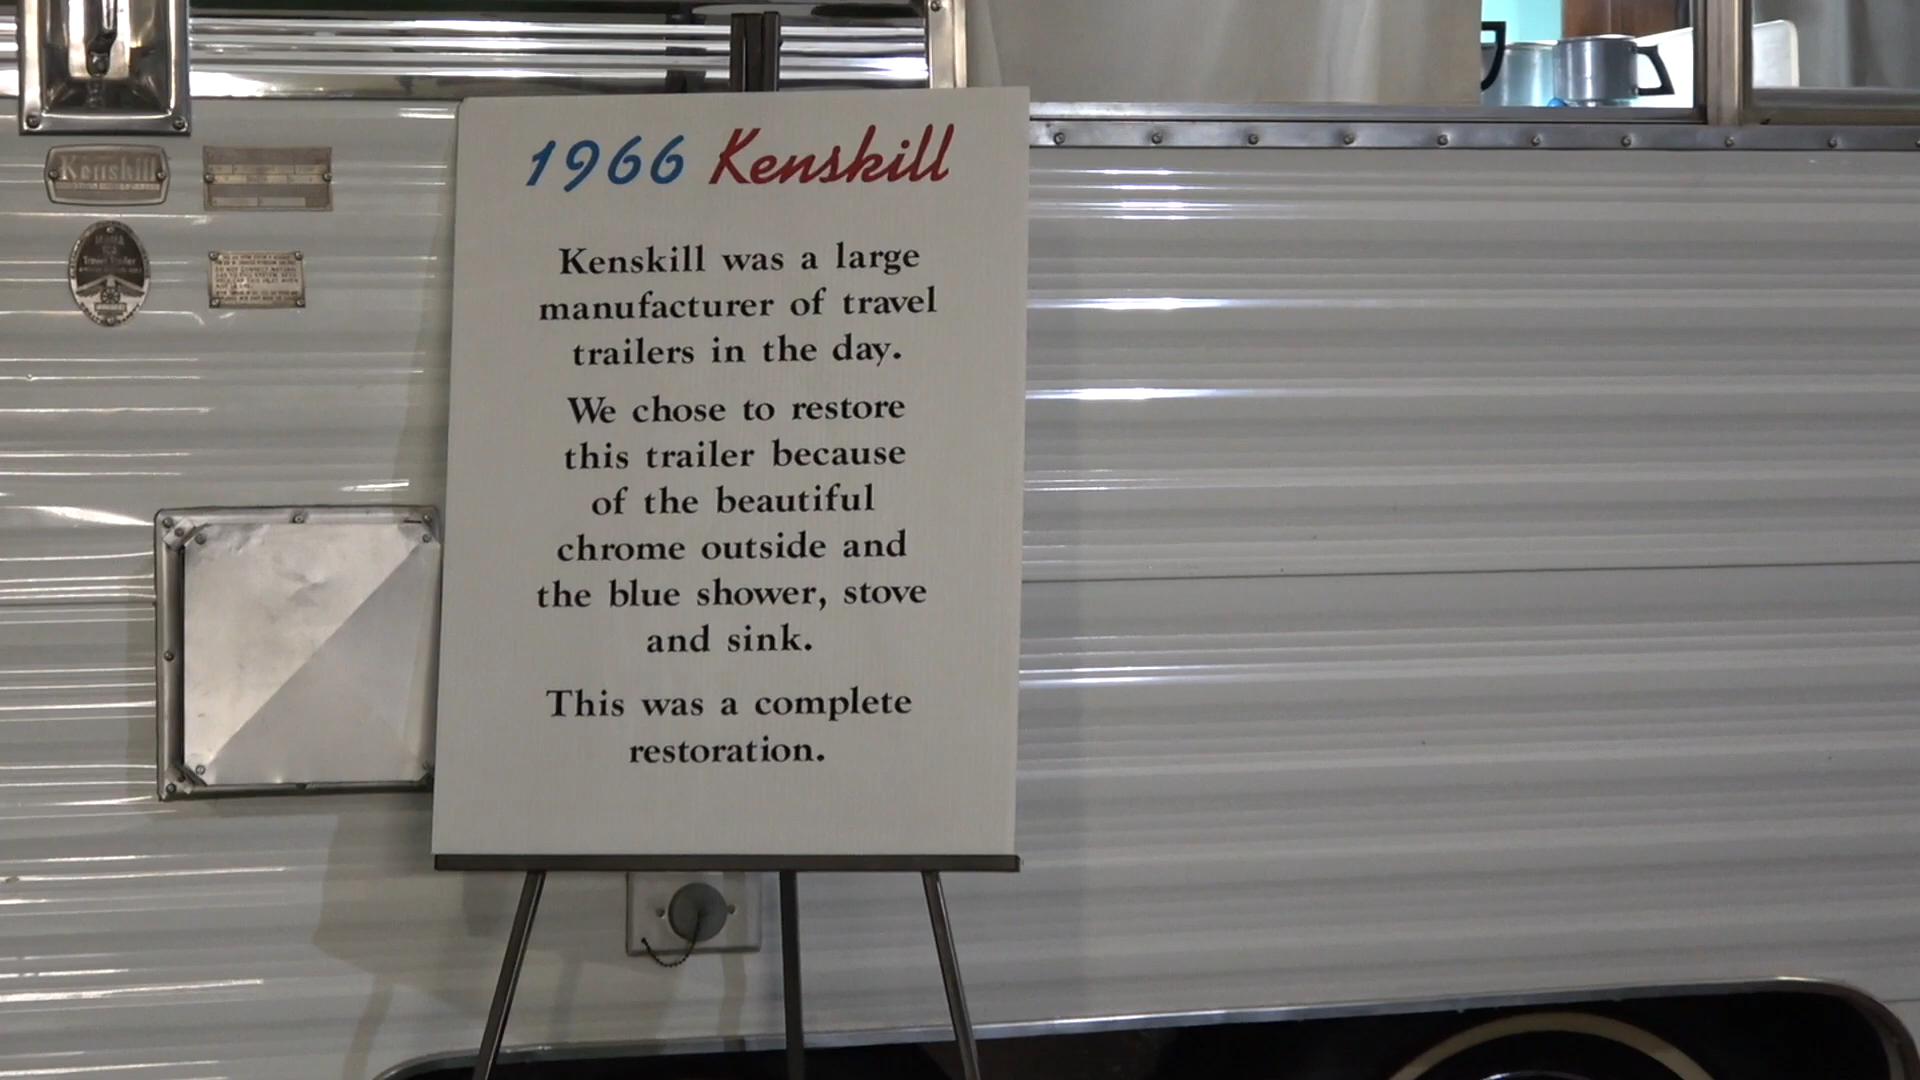 1966 Kenskill
Kenskill was a large
manufacturer of travel
trailers in the day.
We chose to restore
this trailer because
of the beautiful
chrome outside and
the blue shower, stove
and sink.
This was a complete
restoration.
Kenskill
Travel Trailer